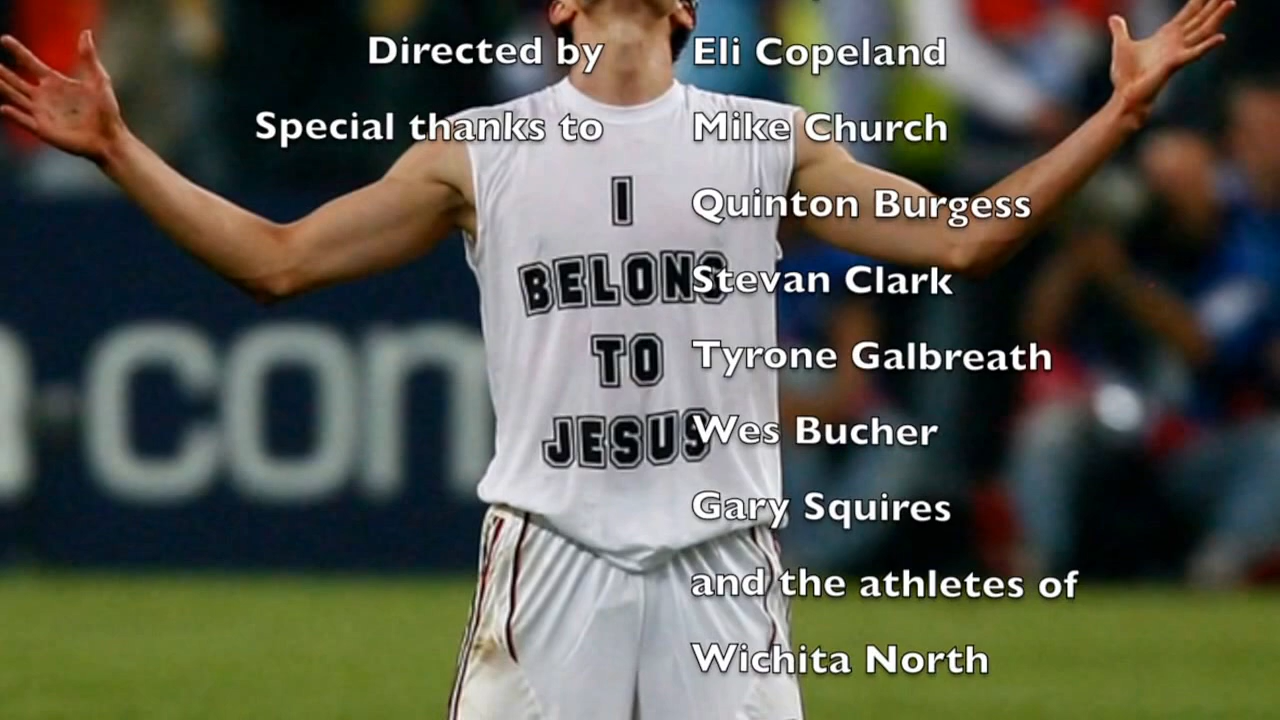 Directed by Eli Copeland
Special thanks to Mike Church
Quinton Burgess
Stevan Clark
Tyrone Galbreath
Wes Bucher
Gary Squires
and the athletes of
Wichita North
I
BELONG
TO
JESUS
con